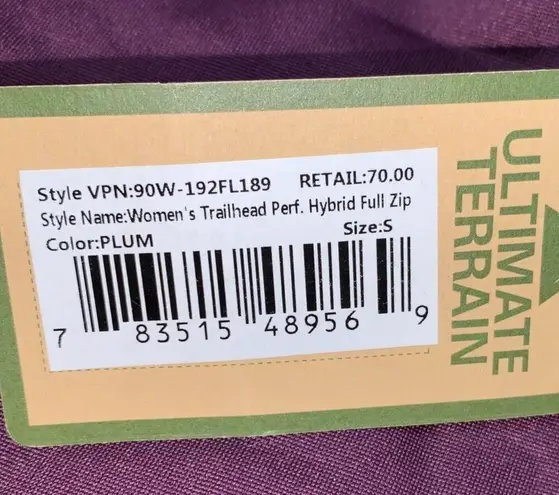 Style VPN:90W-192FL189 RETAIL:70.00
Style Name:Women's Trailhead Perf. Hybrid Full Zip
Color:PLUM Size:S
7 83515 48956 9
ULTIMATE
TERRAIN